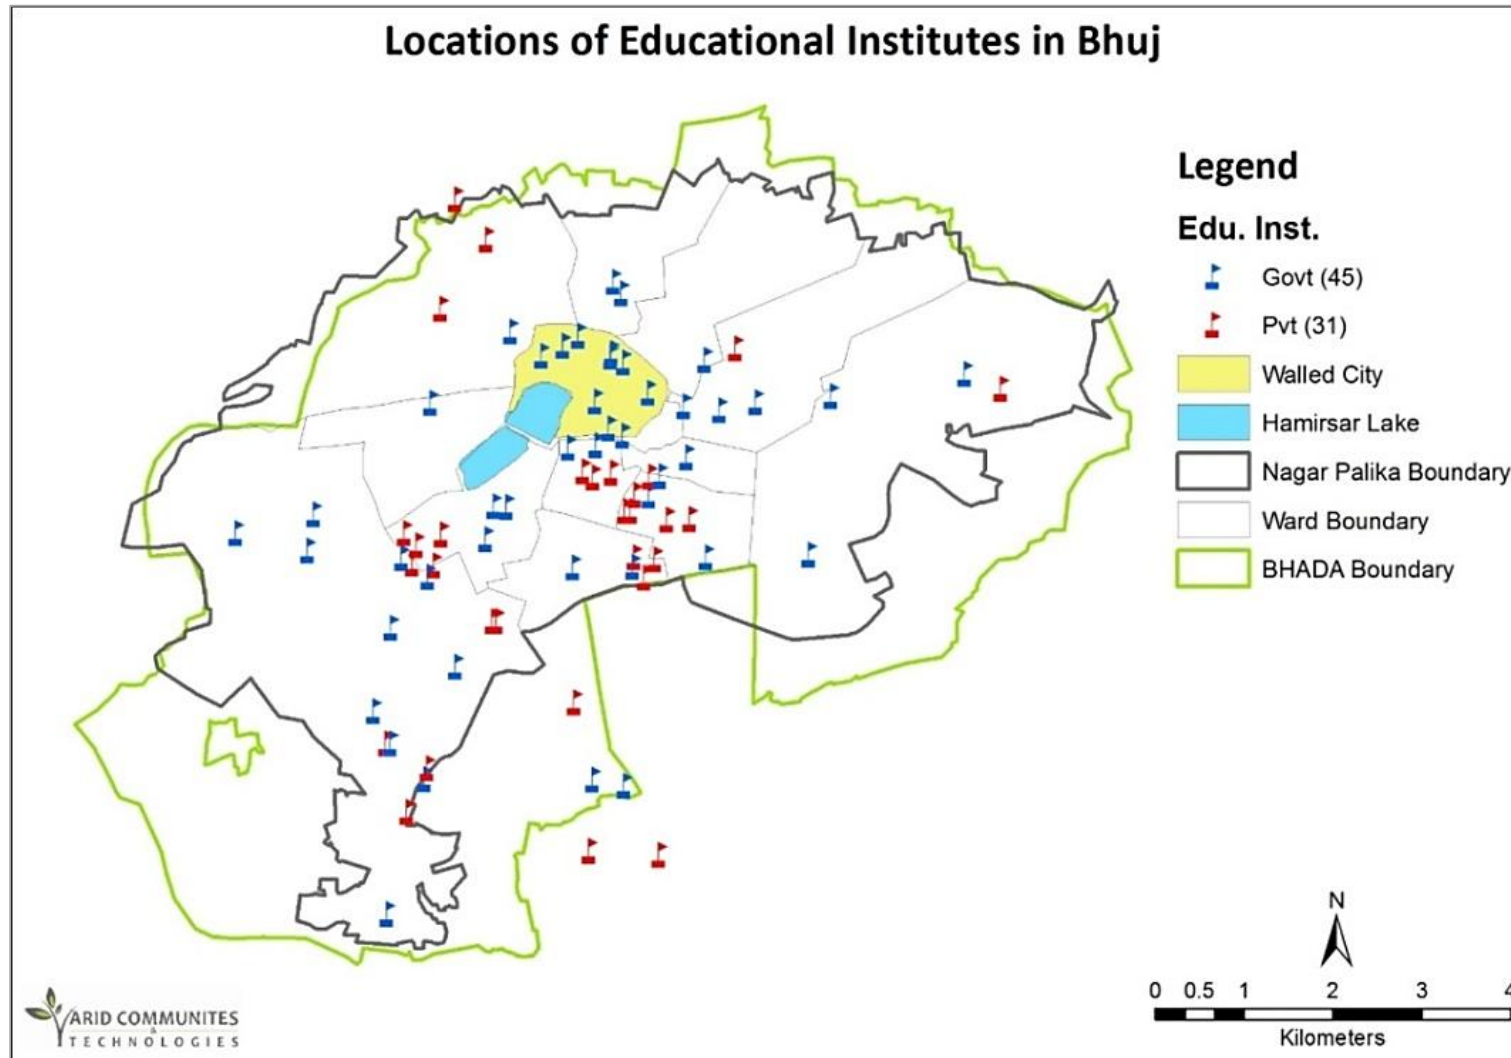 Locations of Educational Institutes in Bhuj
Legend
Edu. Inst.
Govt (45)
Pvt (31)
Walled City
Hamirsar Lake
Nagar Palika Boundary
Ward Boundary
BHADA Boundary
N
0 0.5 1 2 3 4
Kilometers
ARID COMMUNITES
&
TECHNOLOGIES